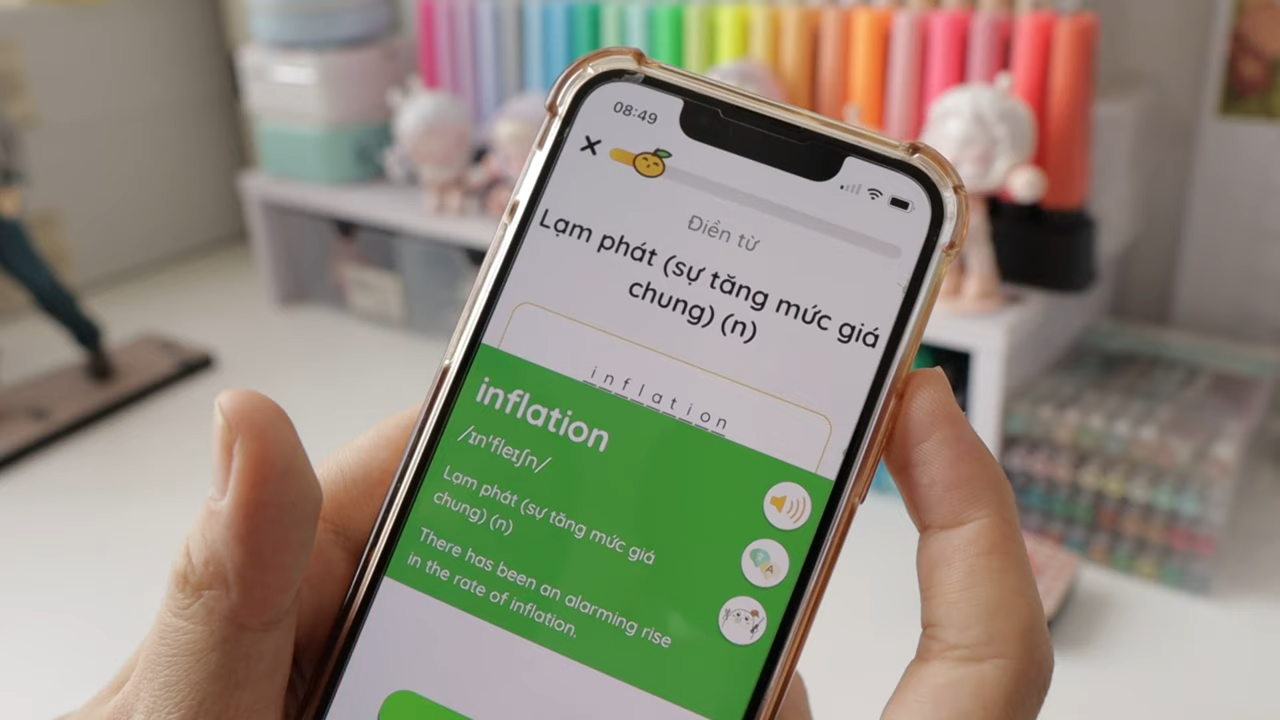 08:49
Điền từ
Lạm phát (sự tăng mức giá
chung) (n)
inflation
inflation
/ɪnˈfleɪʃn/
Lạm phát (sự tăng mức giá
chung) (n)
There has been an alarming rise
in the rate of inflation.